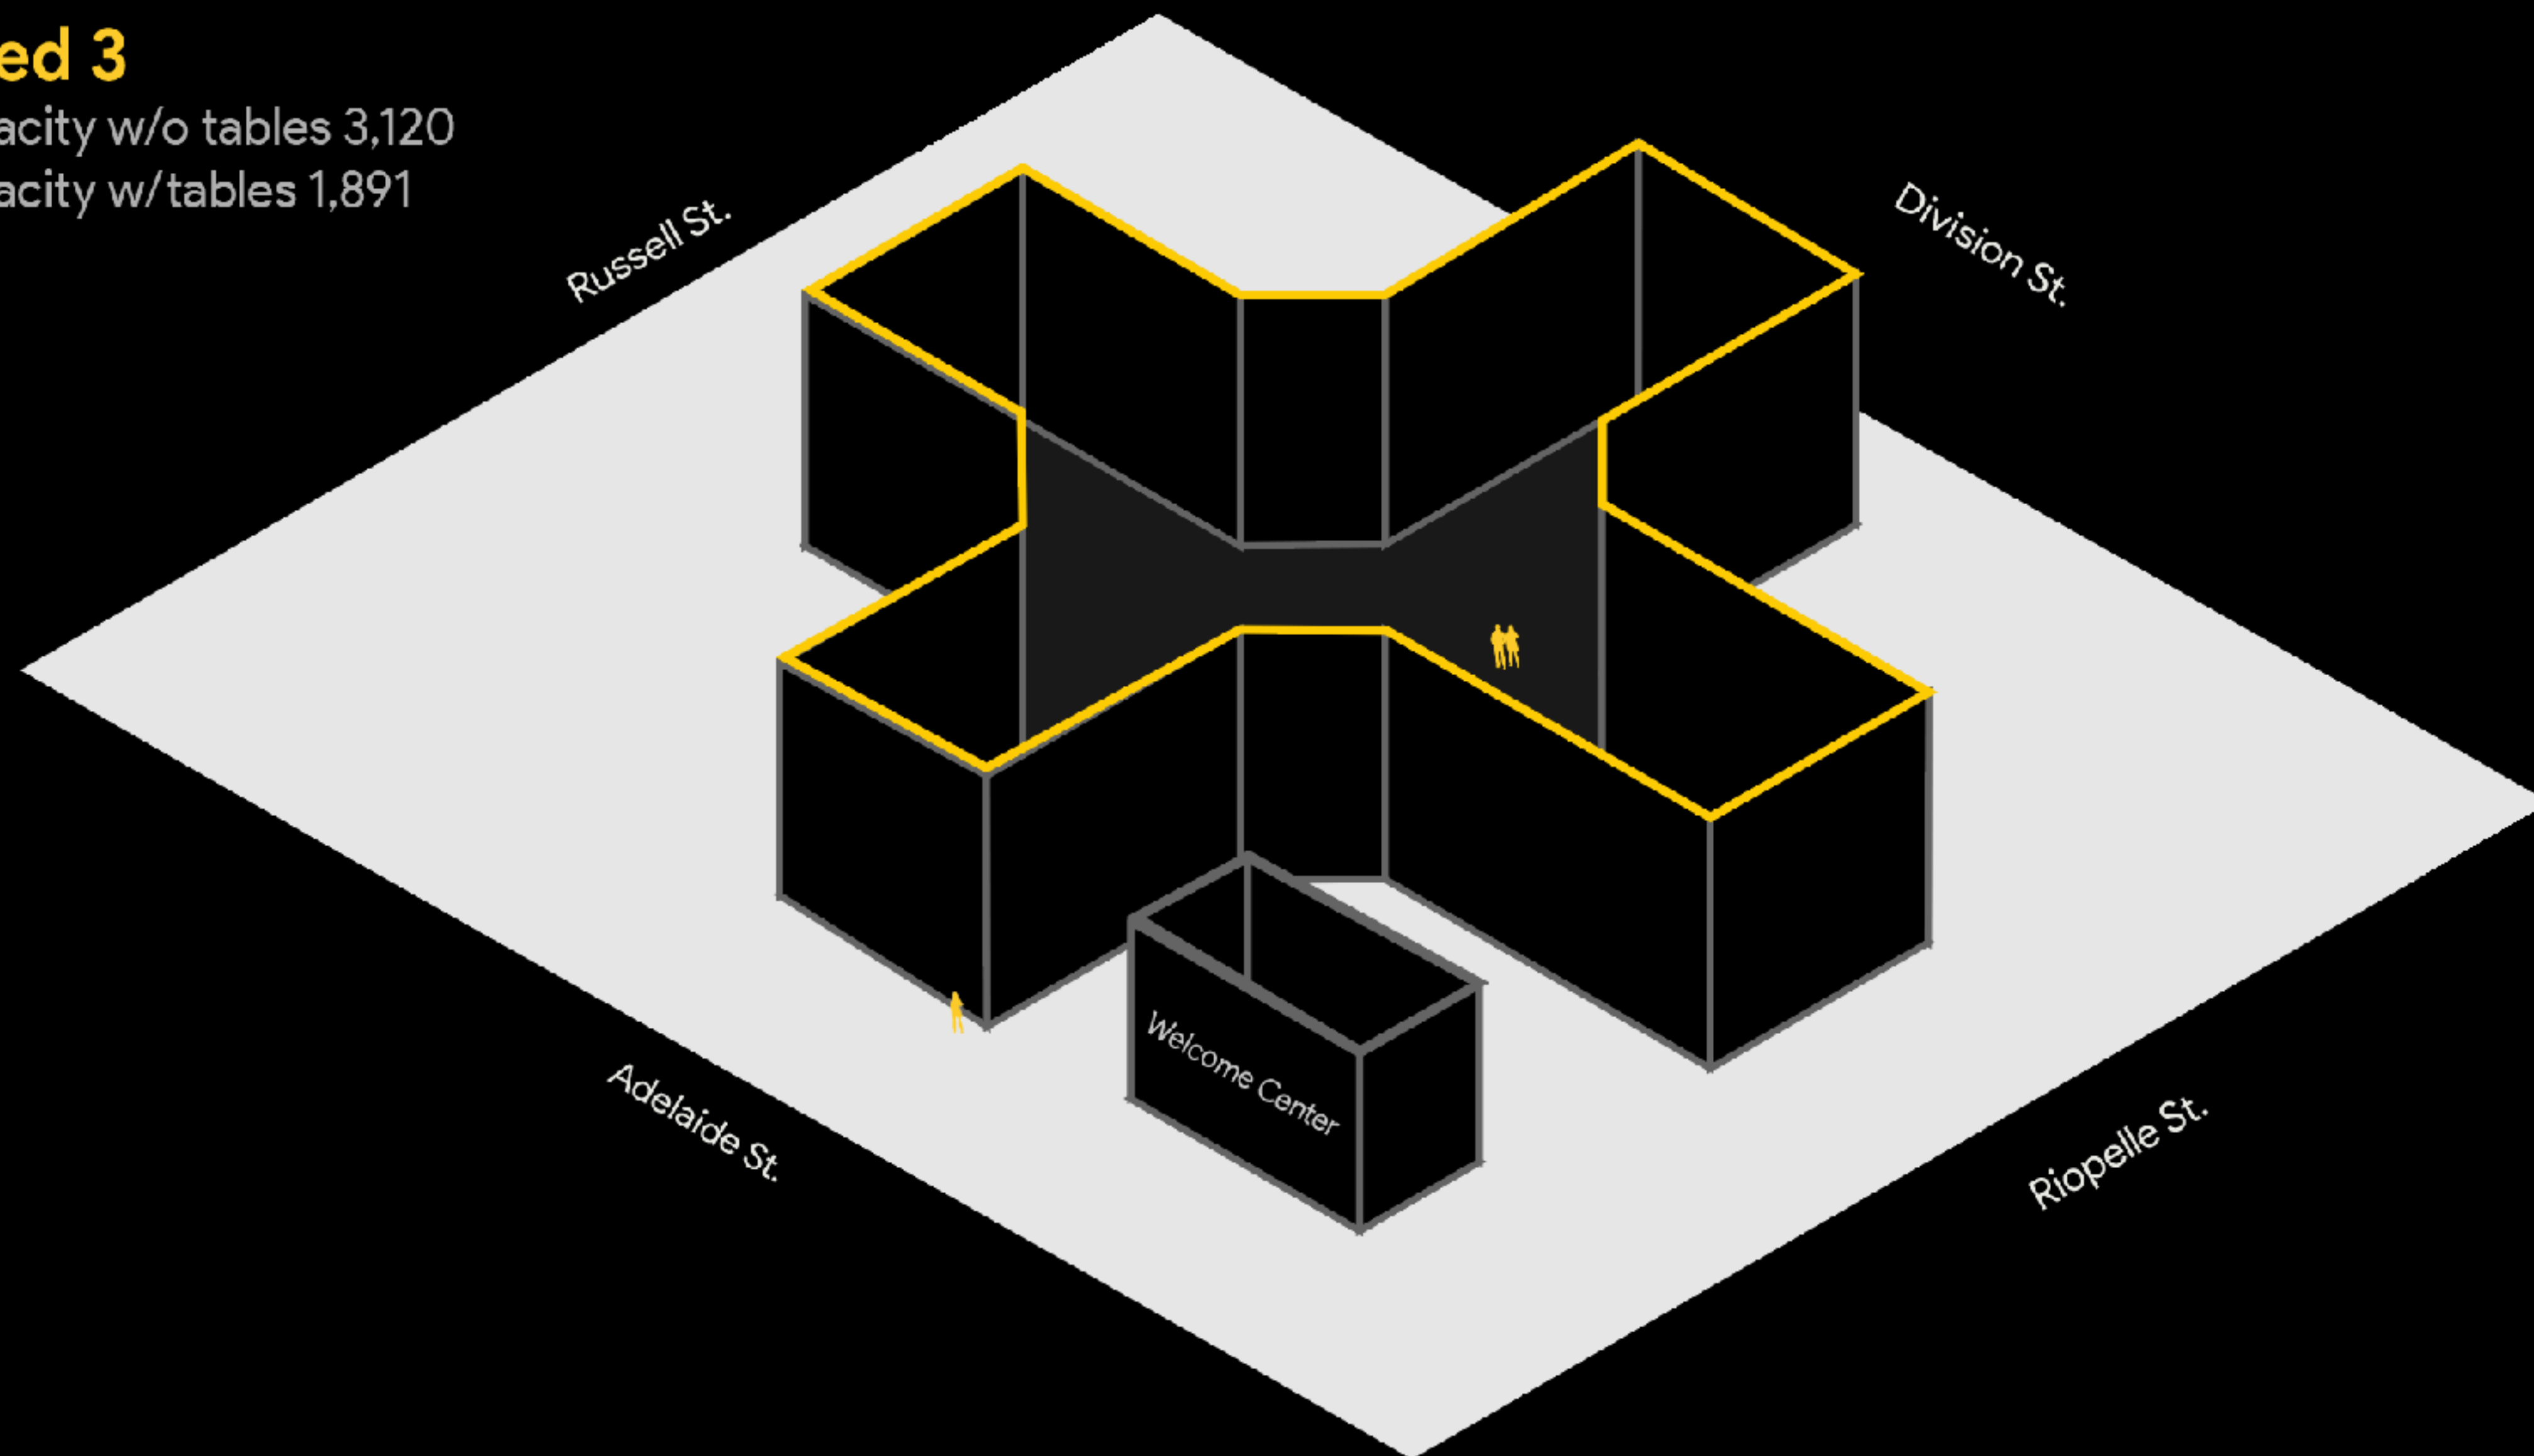 ed 3
acity w/o tables 3,120
acity w/tables 1,891
Russell St.
Division St.
Welcome Center
Adelaide St.
Riopelle St.